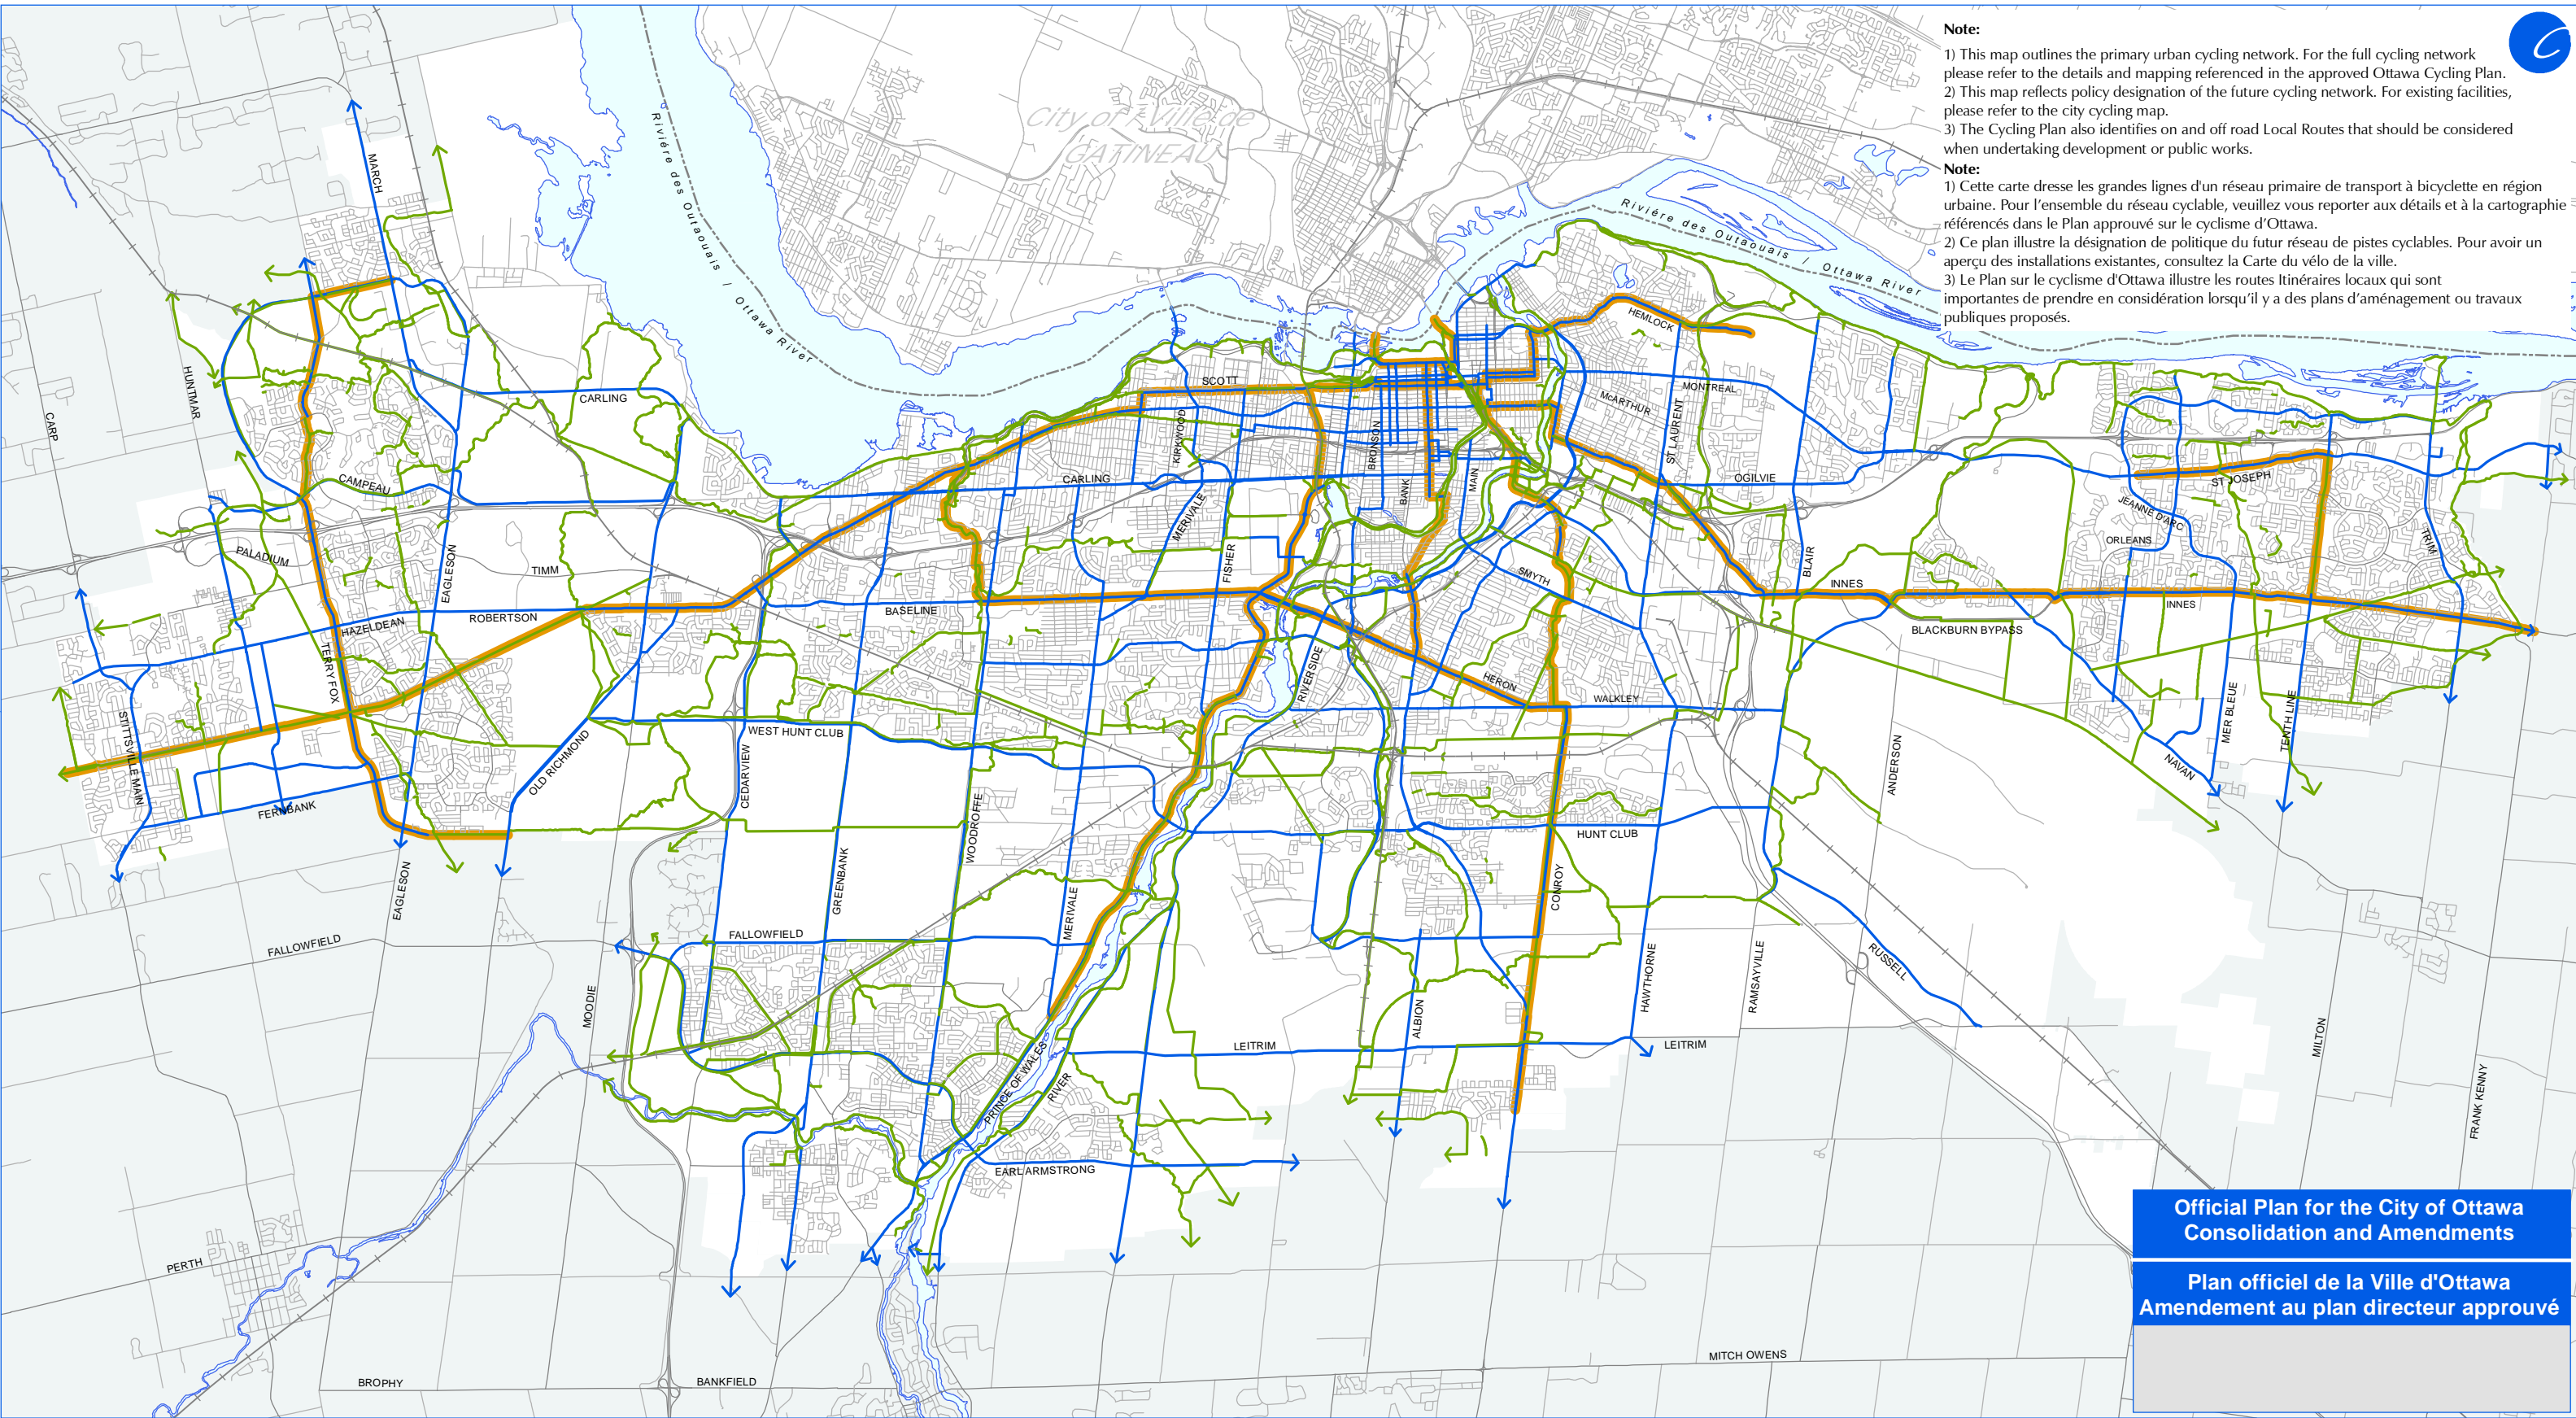 Note:
1) This map outlines the primary urban cycling network. For the full cycling network
please refer to the details and mapping referenced in the approved Ottawa Cycling Plan.
2) This map reflects policy designation of the future cycling network. For existing facilities,
please refer to the city cycling map.
3) The Cycling Plan also identifies on and off road Local Routes that should be considered
when undertaking development or public works.
Note:
1) Cette carte dresse les grandes lignes d'un réseau primaire de transport à bicyclette en région
urbaine. Pour l'ensemble du réseau cyclable, veuillez vous reporter aux détails et à la cartographie
référencés dans le Plan approuvé sur le cyclisme d'Ottawa.
2) Ce plan illustre la désignation de politique du futur réseau de pistes cyclables. Pour avoir un
aperçu des installations existantes, consultez la Carte du vélo de la ville.
3) Le Plan sur le cyclisme d'Ottawa illustre les routes Itinéraires locaux qui sont
importantes de prendre en considération lorsqu'il y a des plans d'aménagement ou travaux
publiques proposés.
City of / Ville de
GATINEAU
Riviére des Outaouais / Ottawa River
Riviére des Outaouais / Ottawa River
MARCH
HUNTMAR
CARP
CARLING
CAMPEAU
PALADIUM
EAGLESON
TIMM
ROBERTSON
HAZELDEAN
TERRY FOX
STITTSVILLE MAIN
FERNBANK
OLD RICHMOND
EAGLESON
FALLOWFIELD
MOODIE
PERTH
BROPHY
BANKFIELD
SCOTT
KIRKWOOD
CARLING
MERIVALE
FISHER
BASELINE
WEST HUNT CLUB
CEDARVIEW
GREENBANK
WOODROFFE
MERIVALE
FALLOWFIELD
PRINCE OF WALES
RIVER
EARL ARMSTRONG
LEITRIM
BRONSON
BANK
MAIN
HEMLOCK
MONTREAL
McARTHUR
ST LAURENT
OGILVIE
SMYTH
BLAIR
INNES
HERON
RIVERSIDE
WALKLEY
HUNT CLUB
CONROY
ALBION
HAWTHORNE
RAMSAYVILLE
LEITRIM
RUSSELL
ANDERSON
BLACKBURN BYPASS
INNES
ST JOSEPH
JEANNE D'ARC
ORLEANS
TRIM
MER BLEUE
TENTH LINE
NAVAN
MILTON
FRANK KENNY
MITCH OWENS
Official Plan for the City of Ottawa
Consolidation and Amendments
Plan officiel de la Ville d'Ottawa
Amendement au plan directeur approuvé